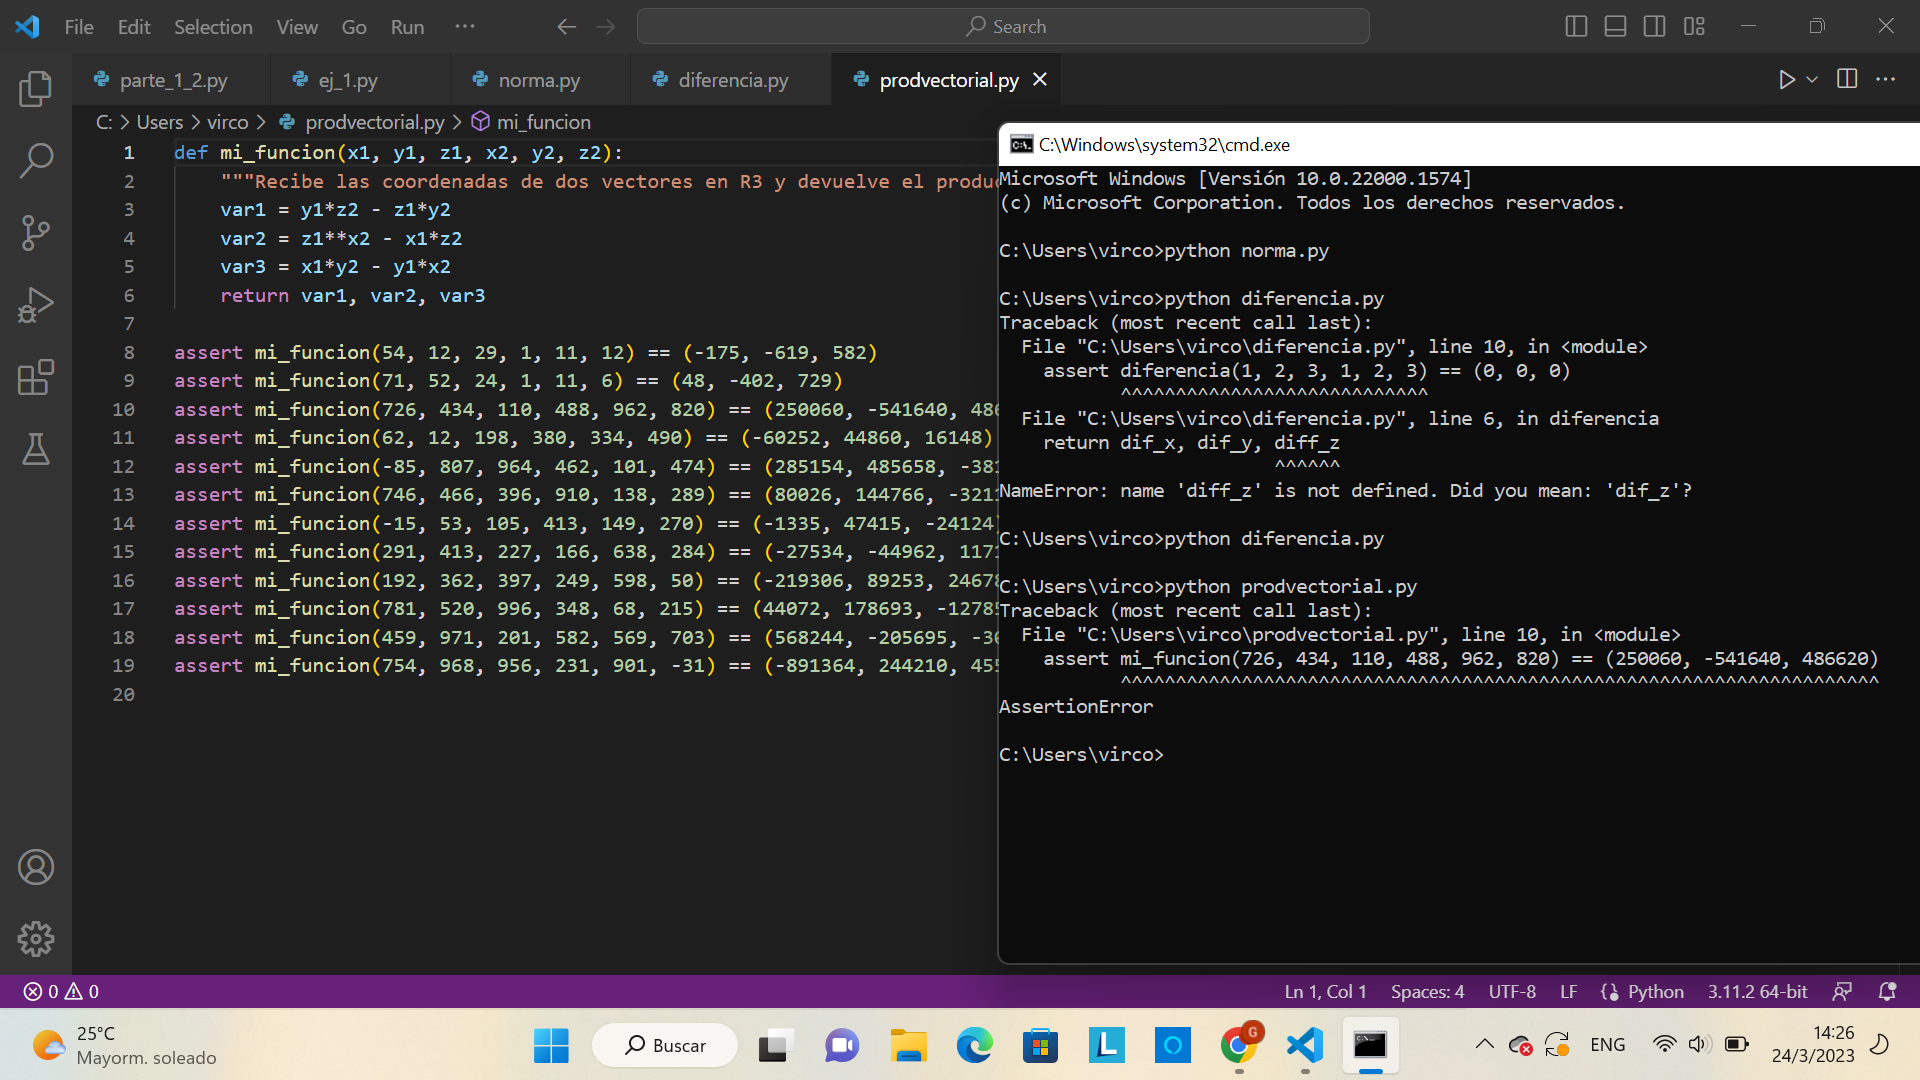 File Edit Selection View Go Run ···
Search
parte_1_2.py ej_1.py norma.py diferencia.py prodvectorial.py
C: > Users > virco > prodvectorial.py > mi_funcion
1 def mi_funcion(x1, y1, z1, x2, y2, z2):
2 """Recibe las coordenadas de dos vectores en R3 y devuelve el produc
3 var1 = y1*z2 - z1*y2
4 var2 = z1**x2 - x1*z2
5 var3 = x1*y2 - y1*x2
6 return var1, var2, var3
7
8 assert mi_funcion(54, 12, 29, 1, 11, 12) == (-175, -619, 582)
9 assert mi_funcion(71, 52, 24, 1, 11, 6) == (48, -402, 729)
10 assert mi_funcion(726, 434, 110, 488, 962, 820) == (250060, -541640, 486
11 assert mi_funcion(62, 12, 198, 380, 334, 490) == (-60252, 44860, 16148)
12 assert mi_funcion(-85, 807, 964, 462, 101, 474) == (285154, 485658, -381
13 assert mi_funcion(746, 466, 396, 910, 138, 289) == (80026, 144766, -3211
14 assert mi_funcion(-15, 53, 105, 413, 149, 270) == (-1335, 47415, -24124)
15 assert mi_funcion(291, 413, 227, 166, 638, 284) == (-27534, -44962, 1171
16 assert mi_funcion(192, 362, 397, 249, 598, 50) == (-219306, 89253, 24678
17 assert mi_funcion(781, 520, 996, 348, 68, 215) == (44072, 178693, -12785
18 assert mi_funcion(459, 971, 201, 582, 569, 703) == (568244, -205695, -30
19 assert mi_funcion(754, 968, 956, 231, 901, -31) == (-891364, 244210, 455
20
C:\Windows\system32\cmd.exe
Microsoft Windows [Versión 10.0.22000.1574]
(c) Microsoft Corporation. Todos los derechos reservados.
C:\Users\virco>python norma.py
C:\Users\virco>python diferencia.py
Traceback (most recent call last):
File "C:\Users\virco\diferencia.py", line 10, in <module>
assert diferencia(1, 2, 3, 1, 2, 3) == (0, 0, 0)
^^^^^^^^^^^^^^^^^^^^^^^^^^^^
File "C:\Users\virco\diferencia.py", line 6, in diferencia
return dif_x, dif_y, diff_z
^^^^^^
NameError: name 'diff_z' is not defined. Did you mean: 'dif_z'?
C:\Users\virco>python diferencia.py
C:\Users\virco>python prodvectorial.py
Traceback (most recent call last):
File "C:\Users\virco\prodvectorial.py", line 10, in <module>
assert mi_funcion(726, 434, 110, 488, 962, 820) == (250060, -541640, 486620)
^^^^^^^^^^^^^^^^^^^^^^^^^^^^^^^^^^^^^^^^^^^^^^^^^^^^^^^^^^^^^^^^^^^^^
AssertionError
C:\Users\virco>
0 0
Ln 1, Col 1 Spaces: 4 UTF-8 LF Python 3.11.2 64-bit
25°C
Mayorm. soleado
Buscar
L
G
ENG
14:26
24/3/2023